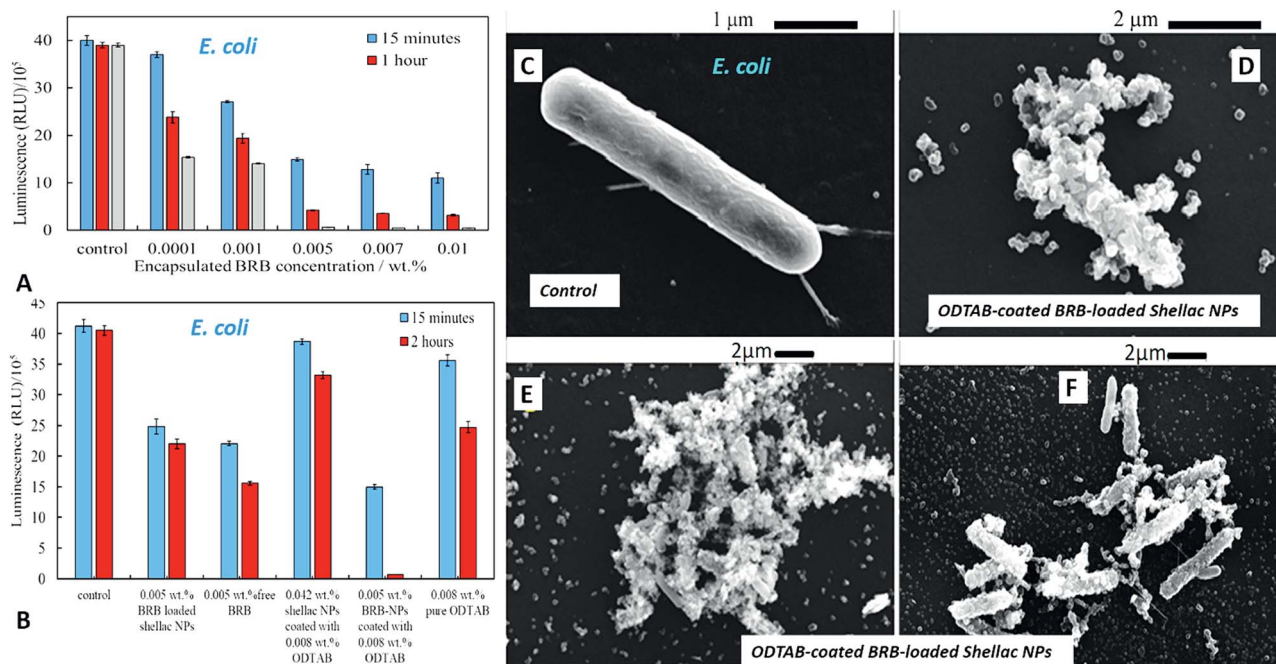 40
30
20
10
0
Luminescence (RLU)/10⁵
E. coli
15 minutes
1 hour
control 0.0001 0.001 0.005 0.007 0.01
Encapsulated BRB concentration / wt.%
A
45
40
35
30
25
20
15
10
5
0
Luminescence (RLU)/10⁵
E. coli
15 minutes
2 hours
control
0.005 wt.%
BRB loaded
shellac NPs
0.005 wt.%free
BRB
0.042 wt.%
shellac NPs
coated with
0.008 wt.%
ODTAB
0.005 wt.%
BRB-NPs
coated with
0.008 wt.%
ODTAB
0.008 wt.%
pure ODTAB
B
1 μm
C
E. coli
Control
2 μm
D
ODTAB-coated BRB-loaded Shellac NPs
2μm
E
2μm
F
ODTAB-coated BRB-loaded Shellac NPs